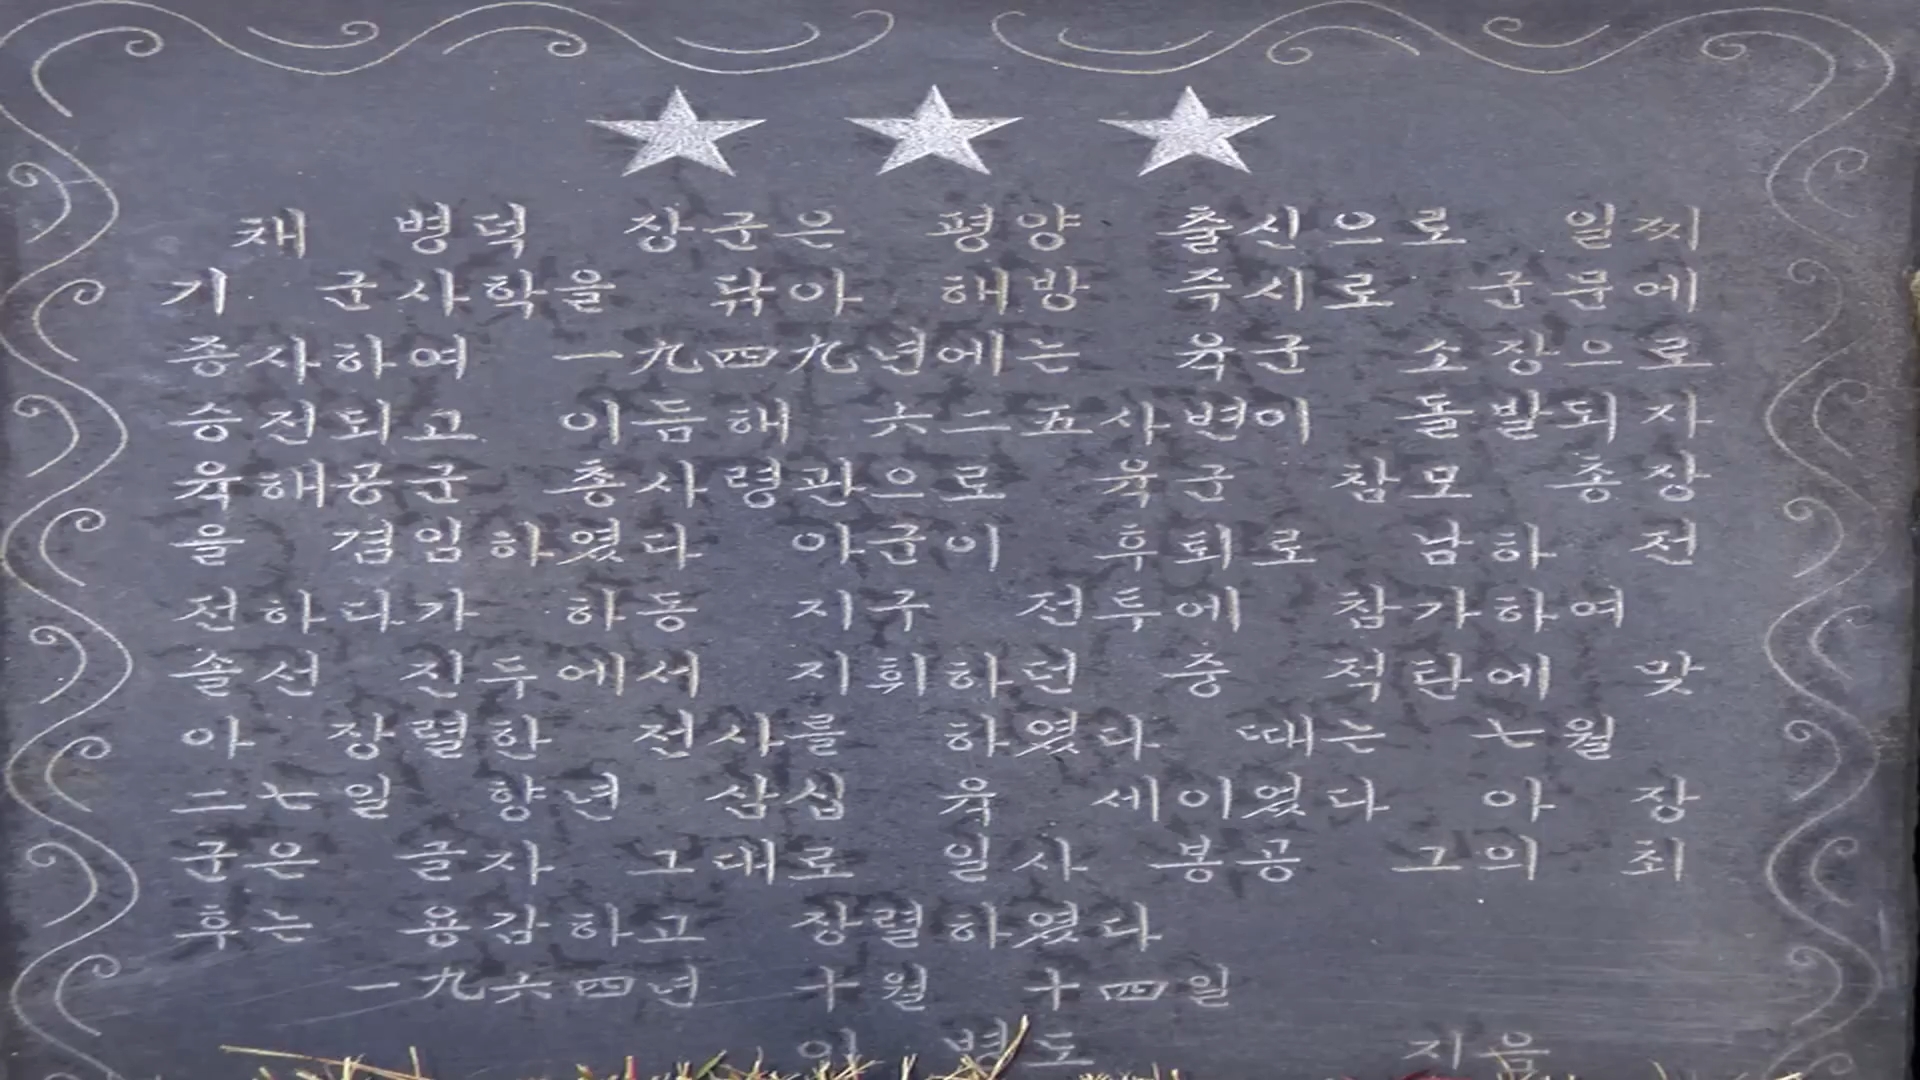 채 병덕 장군은 평양 출신으로 일찌
기 군사학을 닦아 해방 즉시로 군문에
종사하여 一九四九년에는 육군 소장으로
승전되고 이듬해 六二五사변이 돌발되자
육해공군 총사령관으로 육군 참모 총장
을 겸임하였다 아군이 후퇴로 남하 전
전하다가 하동 지구 전투에 참가하여
솔선 진두에서 지휘하던 중 적탄에 맞
아 장렬한 전사를 하였다 때는 七월
二七일 향년 삼십 육 세이였다 아 장
군은 글자 그대로 일사 봉공 그의 최
후는 용감하고 장렬하였다
一九六四년 十월 十四일
이 병도 지음